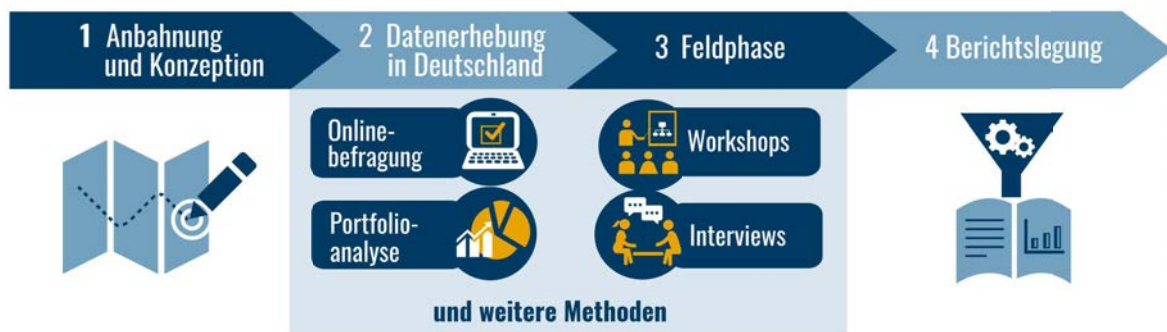 1 Anbahnung
und Konzeption
2 Datenerhebung
in Deutschland
3 Feldphase
4 Berichtslegung
Online-
befragung
Workshops
Portfolio-
analyse
Interviews
und weitere Methoden